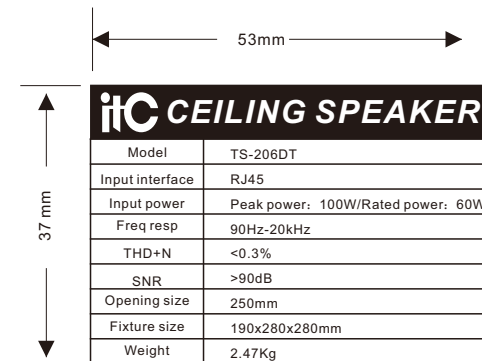 53mm
37 mm
itC CEILING SPEAKER
Model TS-206DT
Input interface RJ45
Input power Peak power: 100W/Rated power: 60W
Freq resp 90Hz-20kHz
THD+N <0.3%
SNR >90dB
Opening size 250mm
Fixture size 190x280x280mm
Weight 2.47Kg